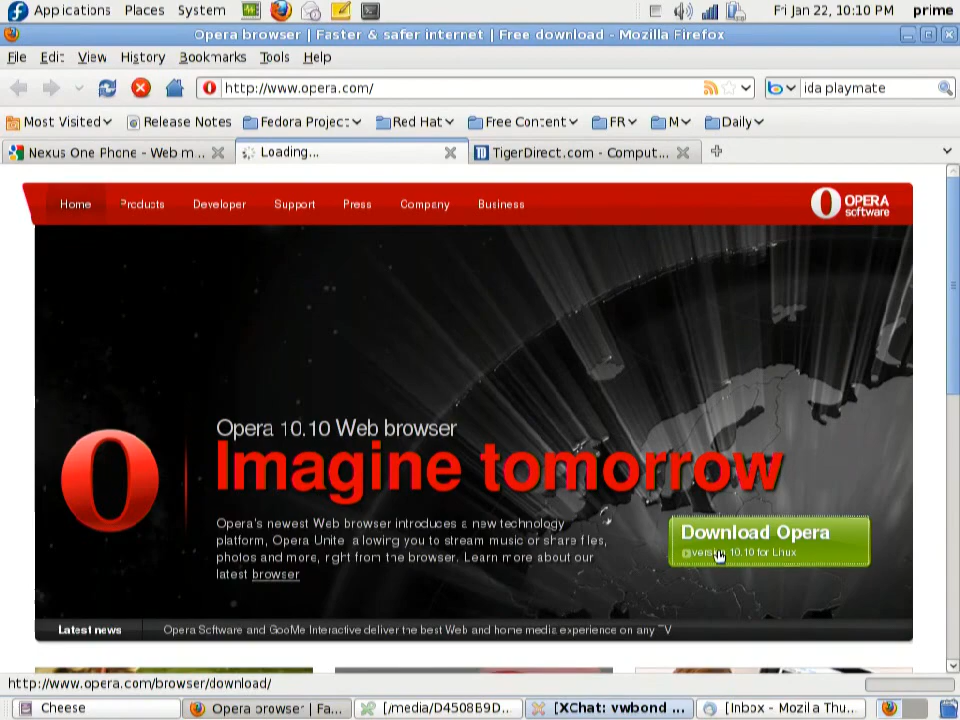 Applications Places System Fri Jan 22, 10:10 PM prime
Opera browser | Faster & safer internet | Free download - Mozilla Firefox
File Edit View History Bookmarks Tools Help
http://www.opera.com/ ida playmate
Most Visited Release Notes Fedora Project Red Hat Free Content FR M Daily
Nexus One Phone - Web m... Loading... TigerDirect.com - Comput...
Home Products Developer Support Press Company Business OPERA software
Opera 10.10 Web browser
Imagine tomorrow
Opera's newest Web browser introduces a new technology
platform, Opera Unite allowing you to stream music or share files,
photos and more, right from the browser. Learn more about our
latest browser
Download Opera
version 10.10 for Linux
Latest news Opera Software and GooMe Interactive deliver the best Web and home media experience on any TV
http://www.opera.com/browser/download/
Cheese Opera browser | Fa... [/media/D4508B9D... [XChat: vwbond ... [Inbox - Mozilla Thu...